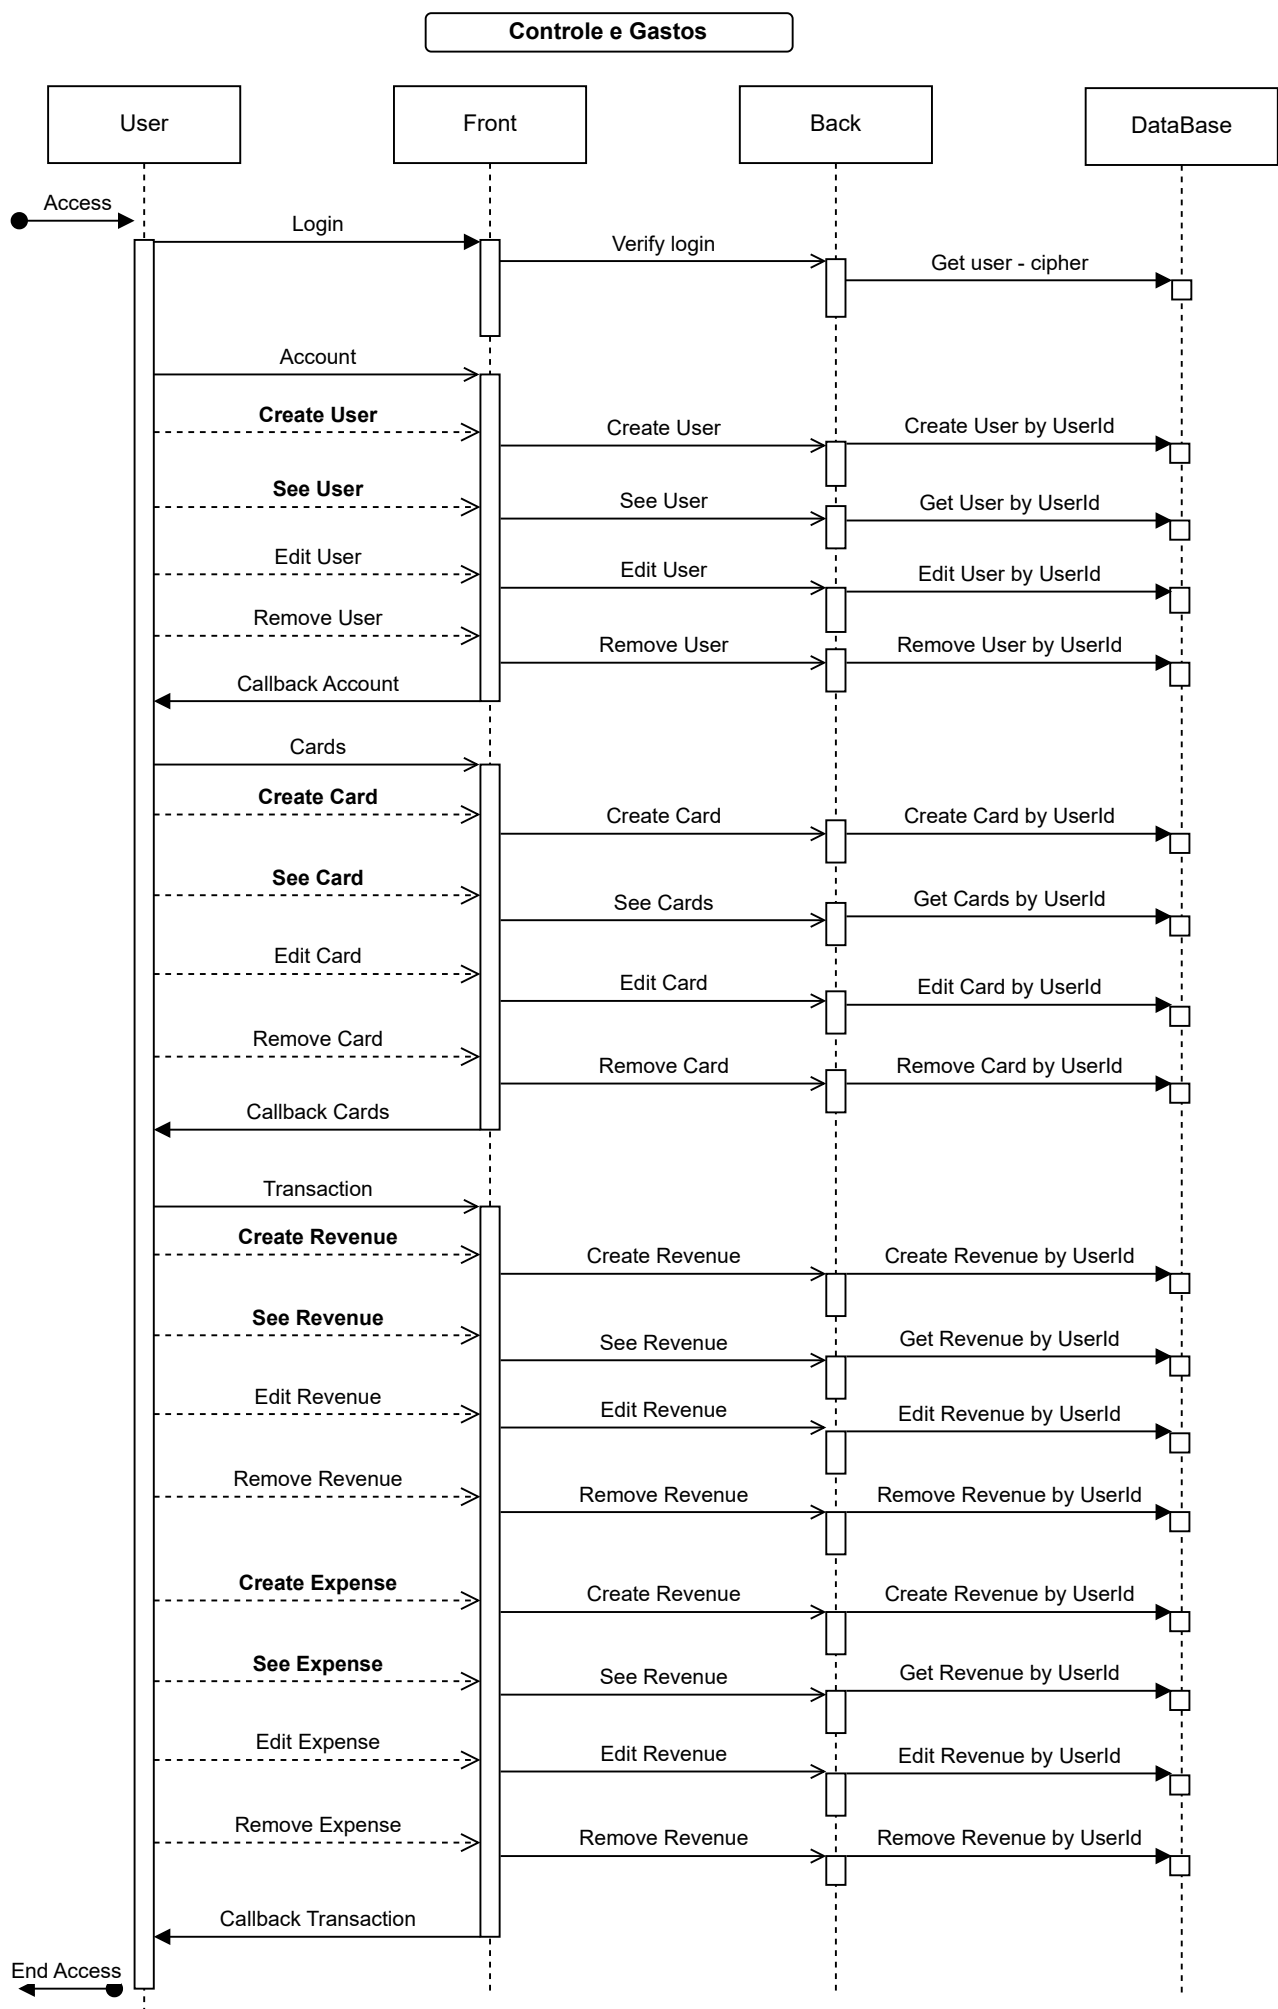 Controle e Gastos
User
Front
Back
DataBase
Access
Login
Verify login
Get user - cipher
Account
Create User
Create User
Create User by UserId
See User
See User
Get User by UserId
Edit User
Edit User
Edit User by UserId
Remove User
Remove User
Remove User by UserId
Callback Account
Cards
Create Card
Create Card
Create Card by UserId
See Card
See Cards
Get Cards by UserId
Edit Card
Edit Card
Edit Card by UserId
Remove Card
Remove Card
Remove Card by UserId
Callback Cards
Transaction
Create Revenue
Create Revenue
Create Revenue by UserId
See Revenue
See Revenue
Get Revenue by UserId
Edit Revenue
Edit Revenue
Edit Revenue by UserId
Remove Revenue
Remove Revenue
Remove Revenue by UserId
Create Expense
Create Revenue
Create Revenue by UserId
See Expense
See Revenue
Get Revenue by UserId
Edit Expense
Edit Revenue
Edit Revenue by UserId
Remove Expense
Remove Revenue
Remove Revenue by UserId
Callback Transaction
End Access